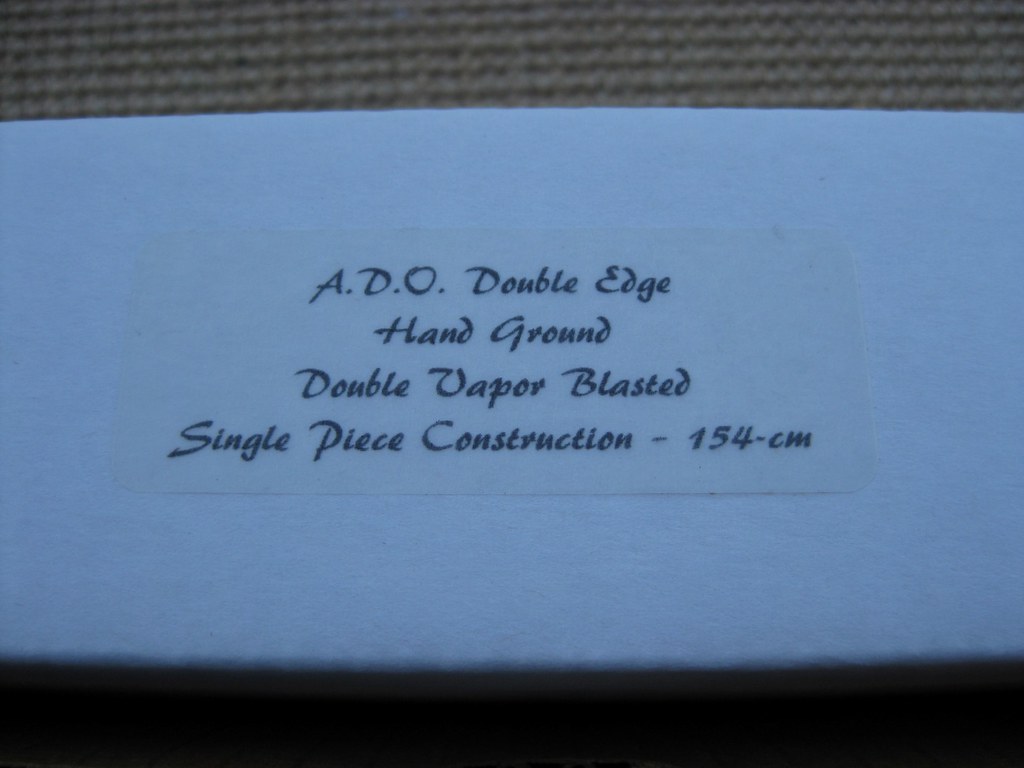 A.D.O. Double Edge
Hand Ground
Double Vapor Blasted
Single Piece Construction - 154-cm